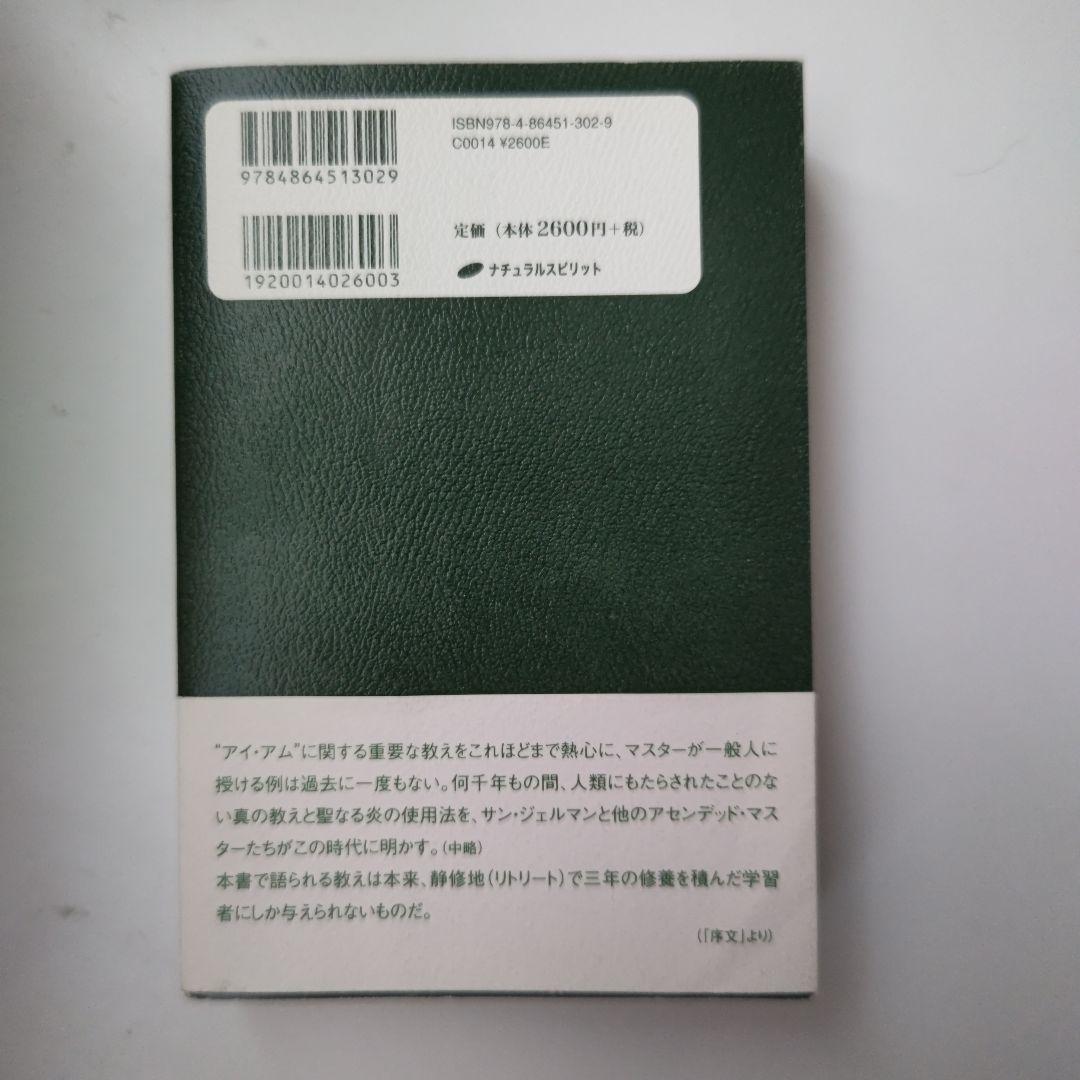 9784864513029
ISBN978-4-86451-302-9
C0014 ¥2600E
1920014026003
定価（本体2600円+税）
ナチュラルスピリット
“アイ・アム”に関する重要な教えをこれほどまで熱心に、マスターが一般人に
授ける例は過去に一度もない。何千年もの間、人類にもたらされたことのな
い真の教えと聖なる炎の使用法を、サン・ジェルマンと他のアセンデッド・マス
ターたちがこの時代に明かす。（中略）
本書で語られる教えは本来、静修地（リトリート）で三年の修養を積んだ学習
者にしか与えられないものだ。
（「序文」より）